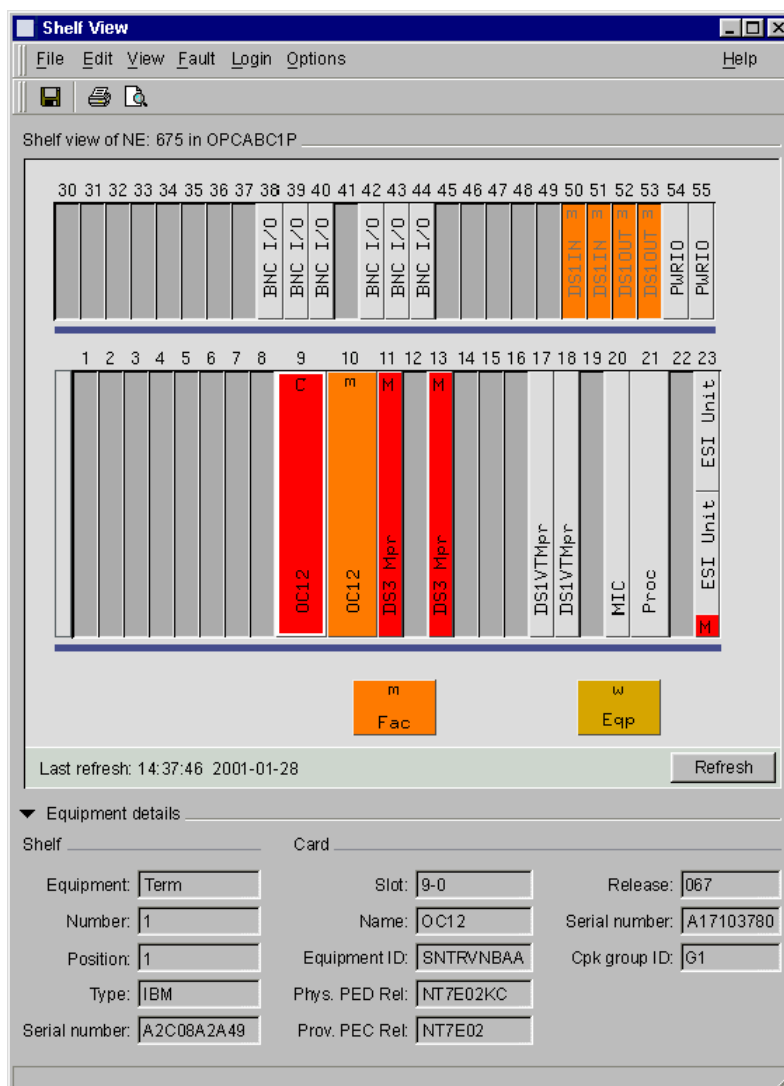 Shelf View
File Edit View Fault Login Options Help
Shelf view of NE: 675 in OPCABC1P
30 31 32 33 34 35 36 37 38 39 40 41 42 43 44 45 46 47 48 49 50 51 52 53 54 55
m m m m
BNC I/O BNC I/O BNC I/O BNC I/O BNC I/O BNC I/O DS1IN DS1IN DS1OUT DS1OUT PWRIO PWRIO
1 2 3 4 5 6 7 8 9 10 11 12 13 14 15 16 17 18 19 20 21 22 23
C m M M
OC12 OC12 DS3 Mpr DS3 Mpr DS1VTMpr DS1VTMpr MIC Proc ESI Unit ESI Unit
M
m w
Fac Eqp
Last refresh: 14:37:46 2001-01-28 Refresh
Equipment details
Shelf Card
Equipment: Term Slot: 9-0 Release: 067
Number: 1 Name: OC12 Serial number: A17103780
Position: 1 Equipment ID: SNTRVNBAA Cpk group ID: G1
Type: IBM Phys. PED Rel: NT7E02KC
Serial number: A2C08A2A49 Prov. PEC Rel: NT7E02